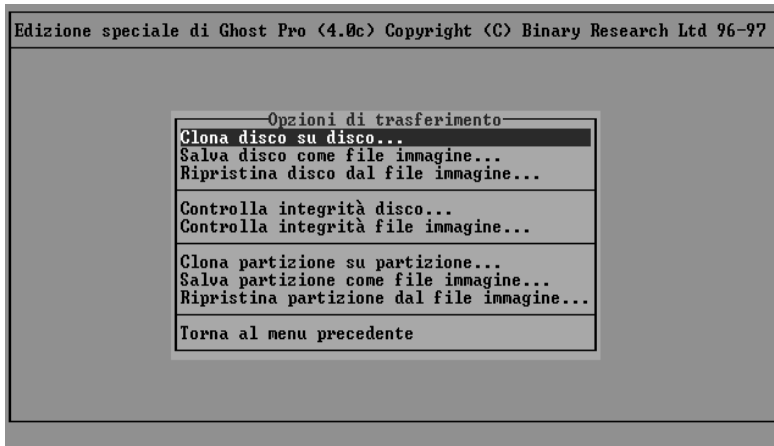 Edizione speciale di Ghost Pro (4.0c) Copyright (C) Binary Research Ltd 96-97
Opzioni di trasferimento
Clona disco su disco...
Salva disco come file immagine...
Ripristina disco dal file immagine...
Controlla integrità disco...
Controlla integrità file immagine...
Clona partizione su partizione...
Salva partizione come file immagine...
Ripristina partizione dal file immagine...
Torna al menu precedente